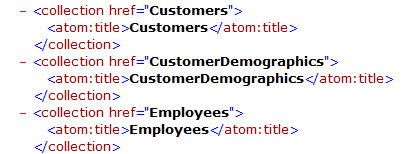 – <collection href="Customers">
<atom:title>Customers</atom:title>
</collection>
– <collection href="CustomerDemographics">
<atom:title>CustomerDemographics</atom:title>
</collection>
– <collection href="Employees">
<atom:title>Employees</atom:title>
</collection>